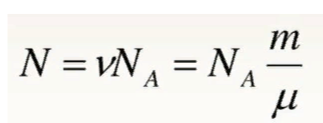 N = νN_A = N_A m/μ